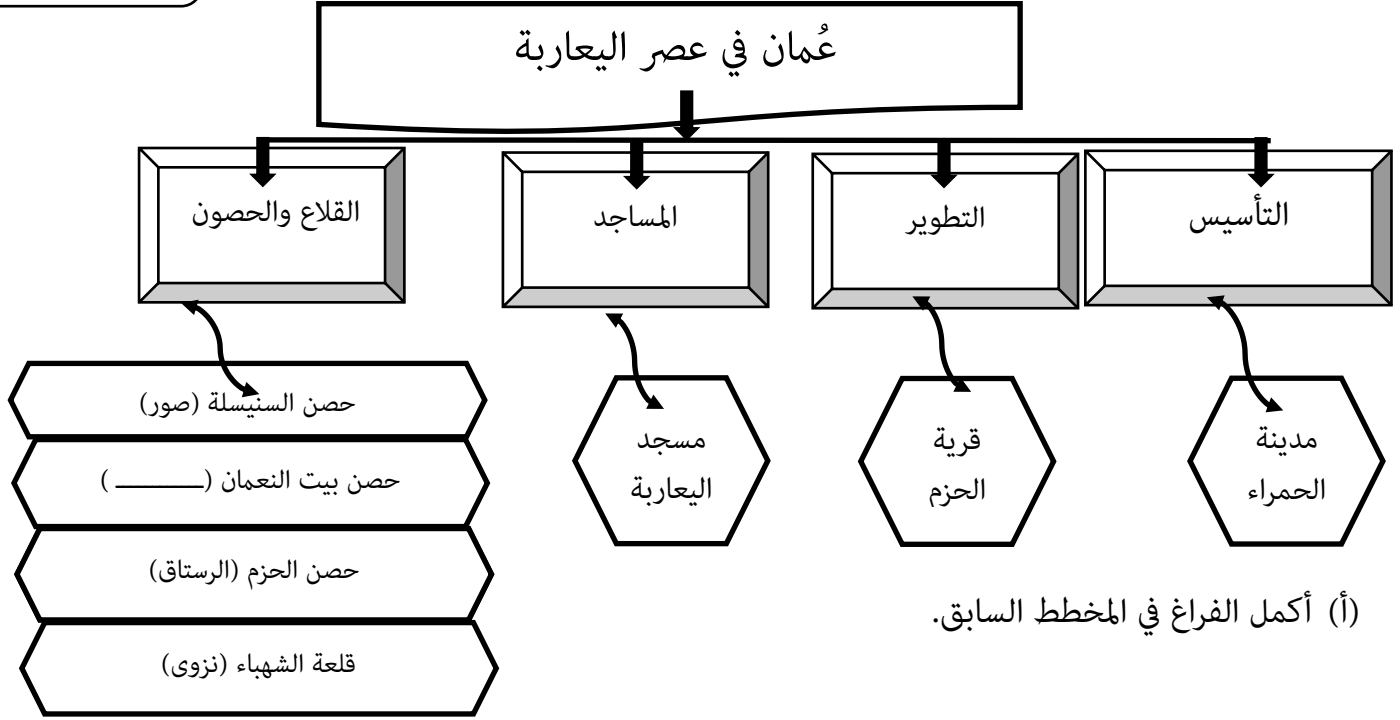 عُمان في عصر اليعاربة
التأسيس
التطوير
المساجد
القلاع والحصون
مدينة
الحمراء
قرية
الحزم
مسجد
اليعاربة
حصن السنيسلة (صور)
حصن بيت النعمان (ـــــــــــــ )
حصن الحزم (الرستاق)
قلعة الشهباء (نزوى)
(أ) أكمل الفراغ في المخطط السابق.